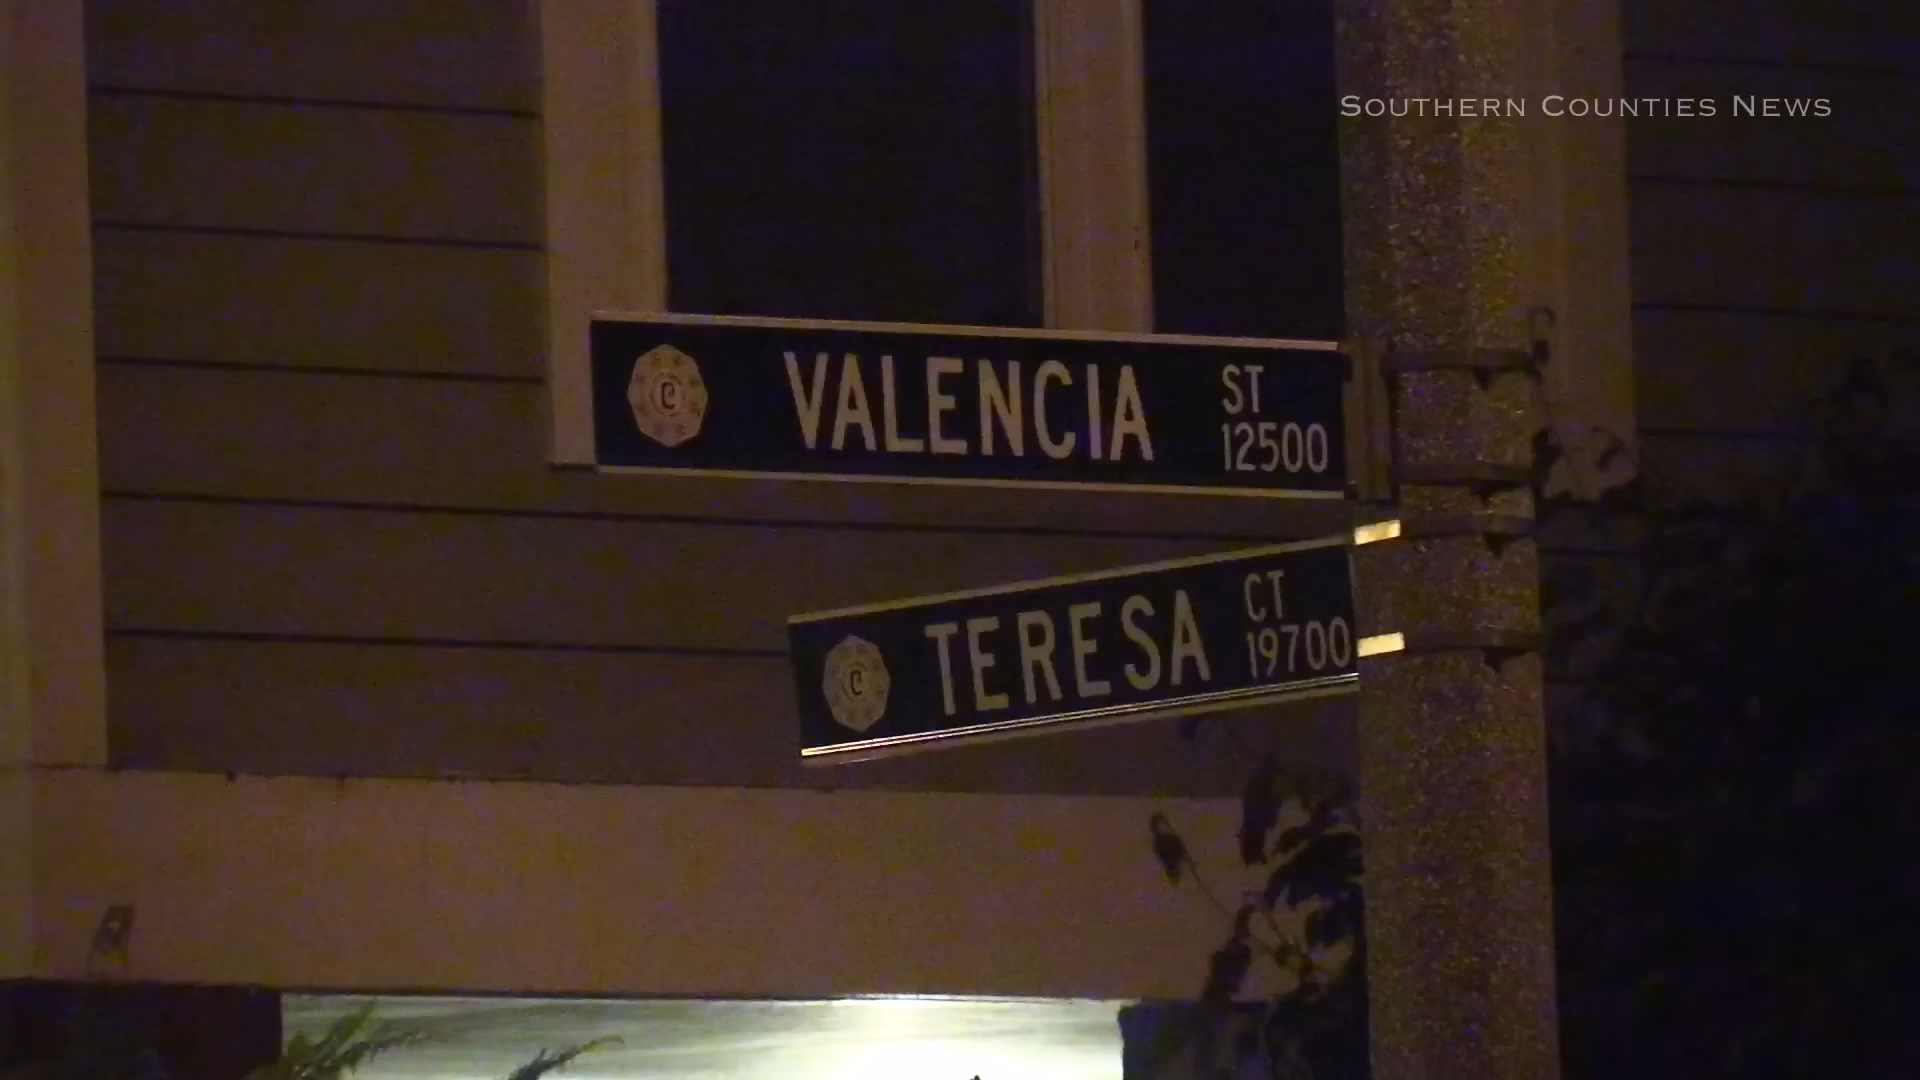 Southern Counties News
VALENCIA ST
12500
TERESA CT
19700